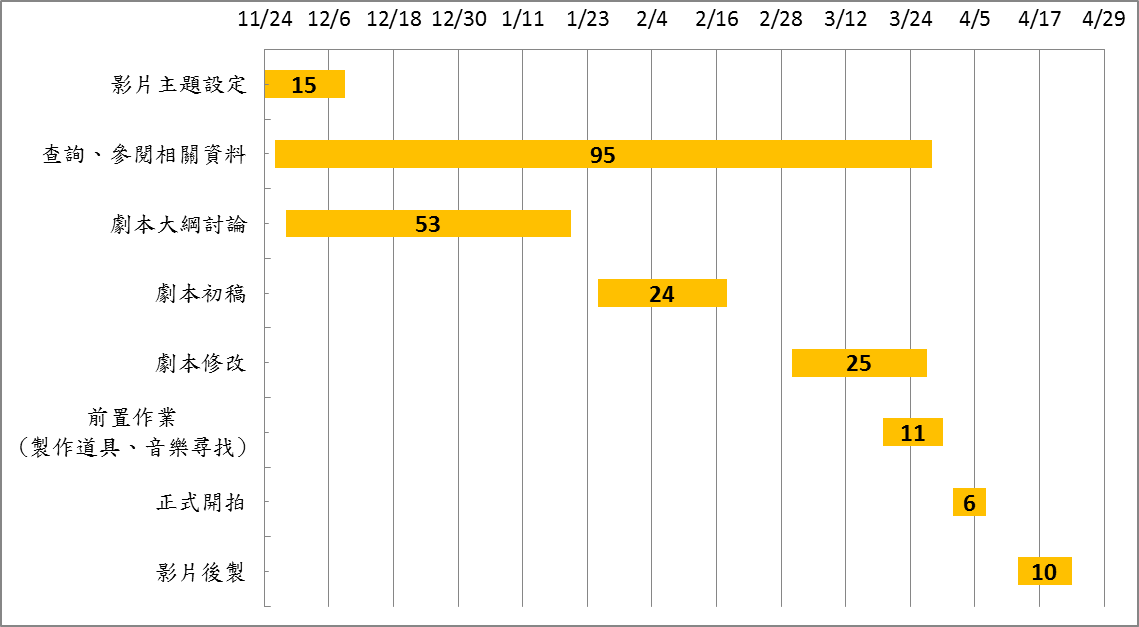 11/24 12/6 12/18 12/30 1/11 1/23 2/4 2/16 2/28 3/12 3/24 4/5 4/17 4/29
影片主題設定 15
查詢、參閱相關資料 95
劇本大綱討論 53
劇本初稿 24
劇本修改 25
前置作業
（製作道具、音樂尋找） 11
正式開拍 6
影片後製 10